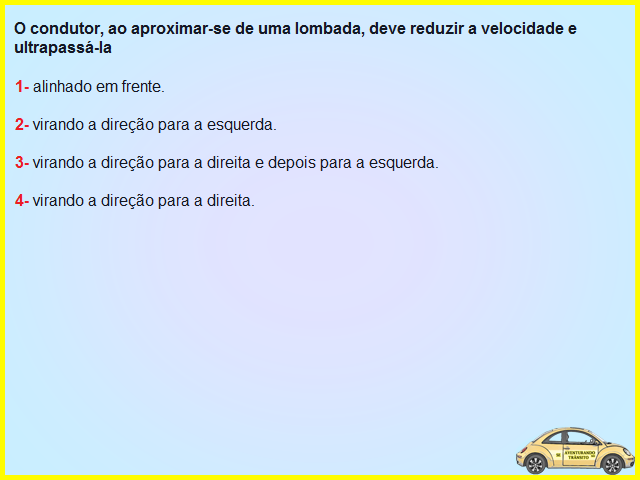 O condutor, ao aproximar-se de uma lombada, deve reduzir a velocidade e
ultrapassá-la
1- alinhado em frente.
2- virando a direção para a esquerda.
3- virando a direção para a direita e depois para a esquerda.
4- virando a direção para a direita.
AVENTURANDO
TRÂNSITO